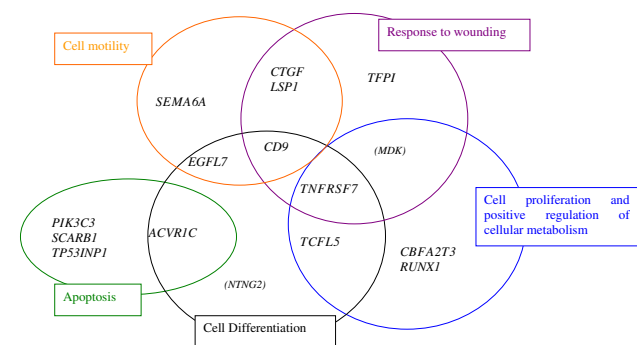 Cell motility
Response to wounding
CTGF
LSP1
TFPI
SEMA6A
CD9
(MDK)
EGFL7
TNFRSF7
Cell proliferation and
positive regulation of
cellular metabolism
PIK3C3
SCARB1
TP53INP1
ACVR1C
TCFL5
CBFA2T3
RUNX1
(NTNG2)
Apoptosis
Cell Differentiation